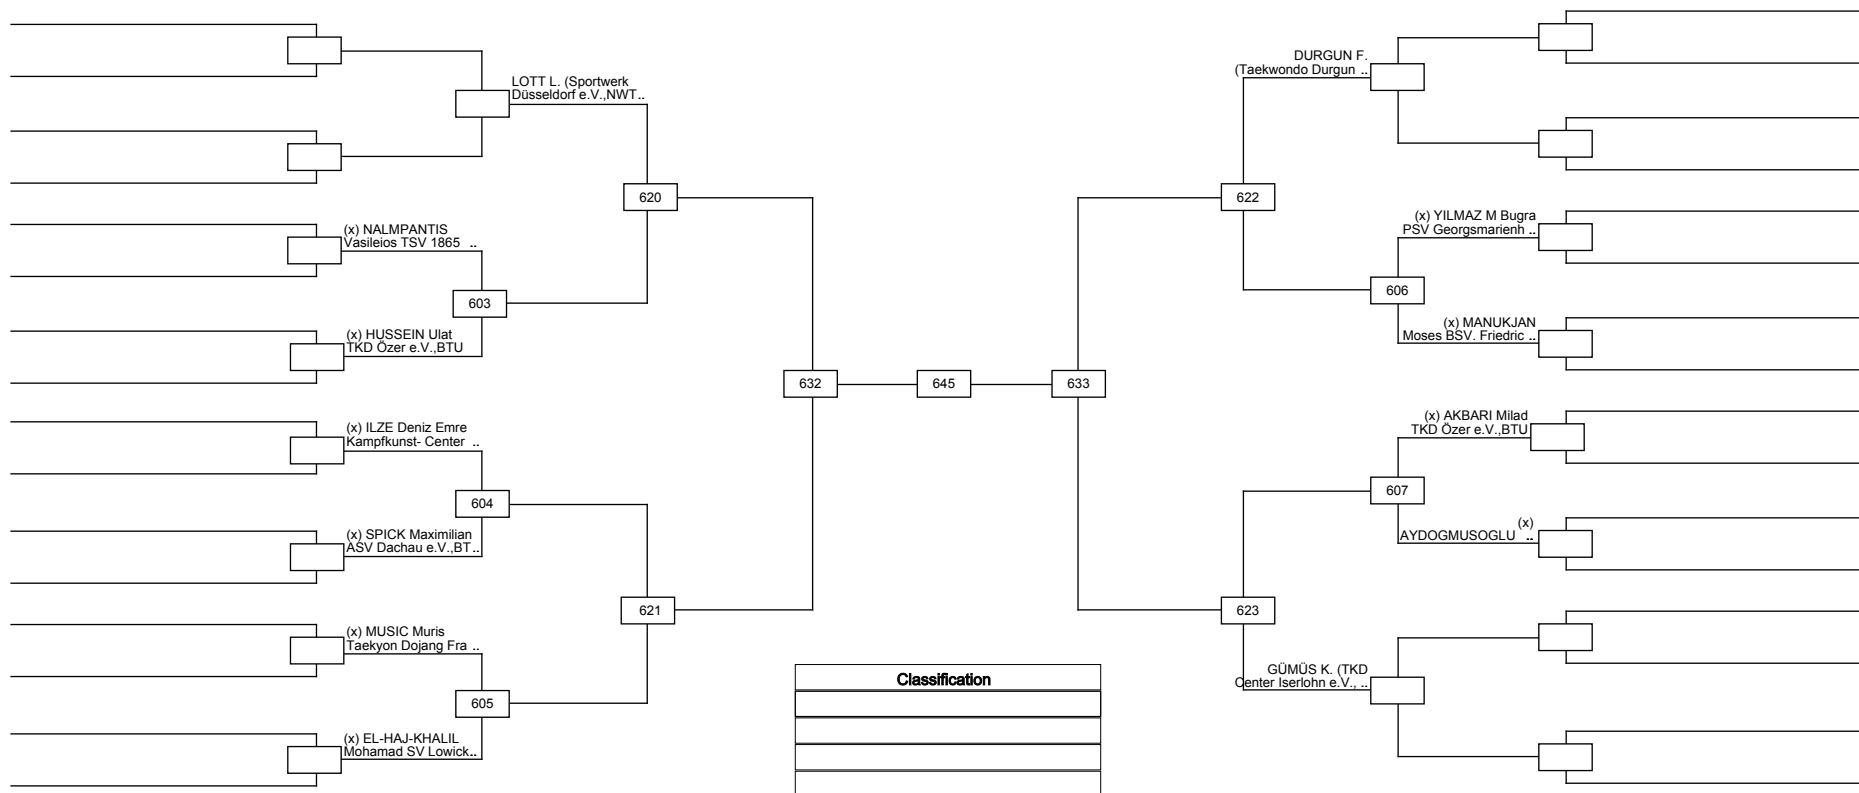 LOTT L. (Sportwerk
Düsseldorf e.V.,NWT..
620
(x) NALMPANTIS
Vasileios TSV 1865 ..
603
(x) HUSSEIN Ulat
TKD Özer e.V.,BTU
632
645
633
(x) ILZE Deniz Emre
Kampfkunst- Center ..
604
(x) SPICK Maximilian
ASV Dachau e.V.,BT ..
621
(x) MUSIC Muris
Taekyon Dojang Fra ..
605
(x) EL-HAJ-KHALIL
Mohamad SV Lowick..
DURGUN F.
(Taekwondo Durgun ..
622
(x) YILMAZ M Bugra
PSV Georgsmarienh ..
606
(x) MANUKJAN
Moses BSV. Friedric ..
(x) AKBARI Milad
TKD Özer e.V.,BTU
607
(x)
AYDOGMUSOGLU ..
623
GÜMÜS K. (TKD
Center Iserlohn e.V., ..
Classification